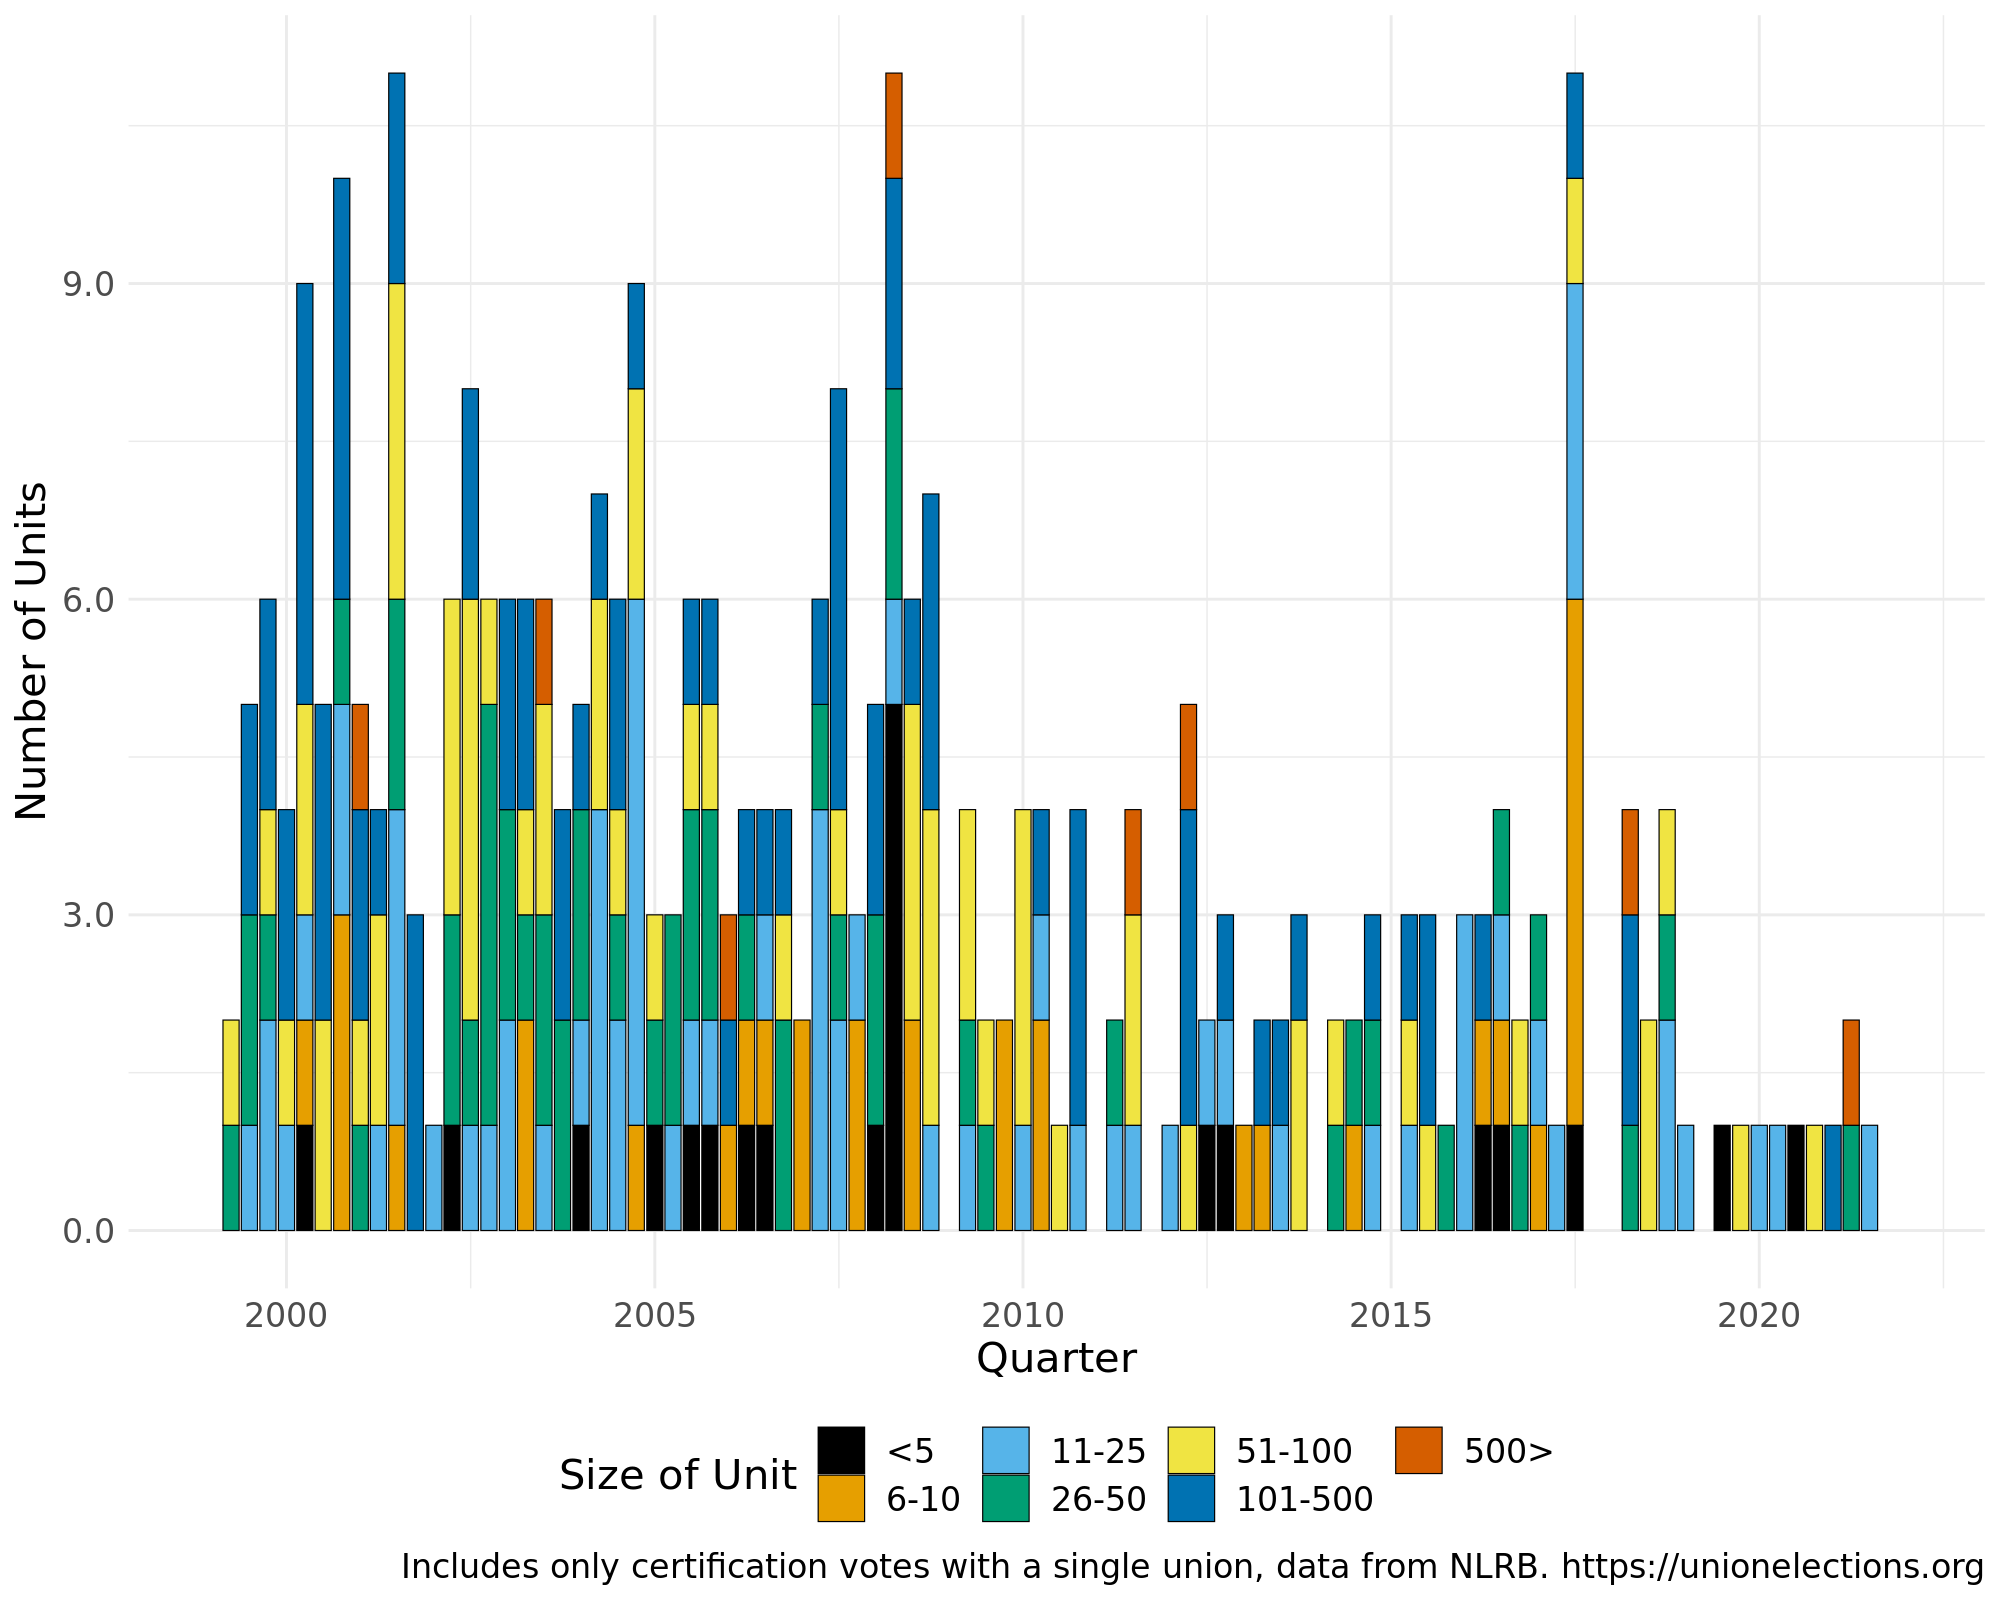 Number of Units
9.0
6.0
3.0
0.0
2000 2005 2010 2015 2020
Quarter
Size of Unit
<5 11-25 51-100 500>
6-10 26-50 101-500
Includes only certification votes with a single union, data from NLRB. https://unionelections.org